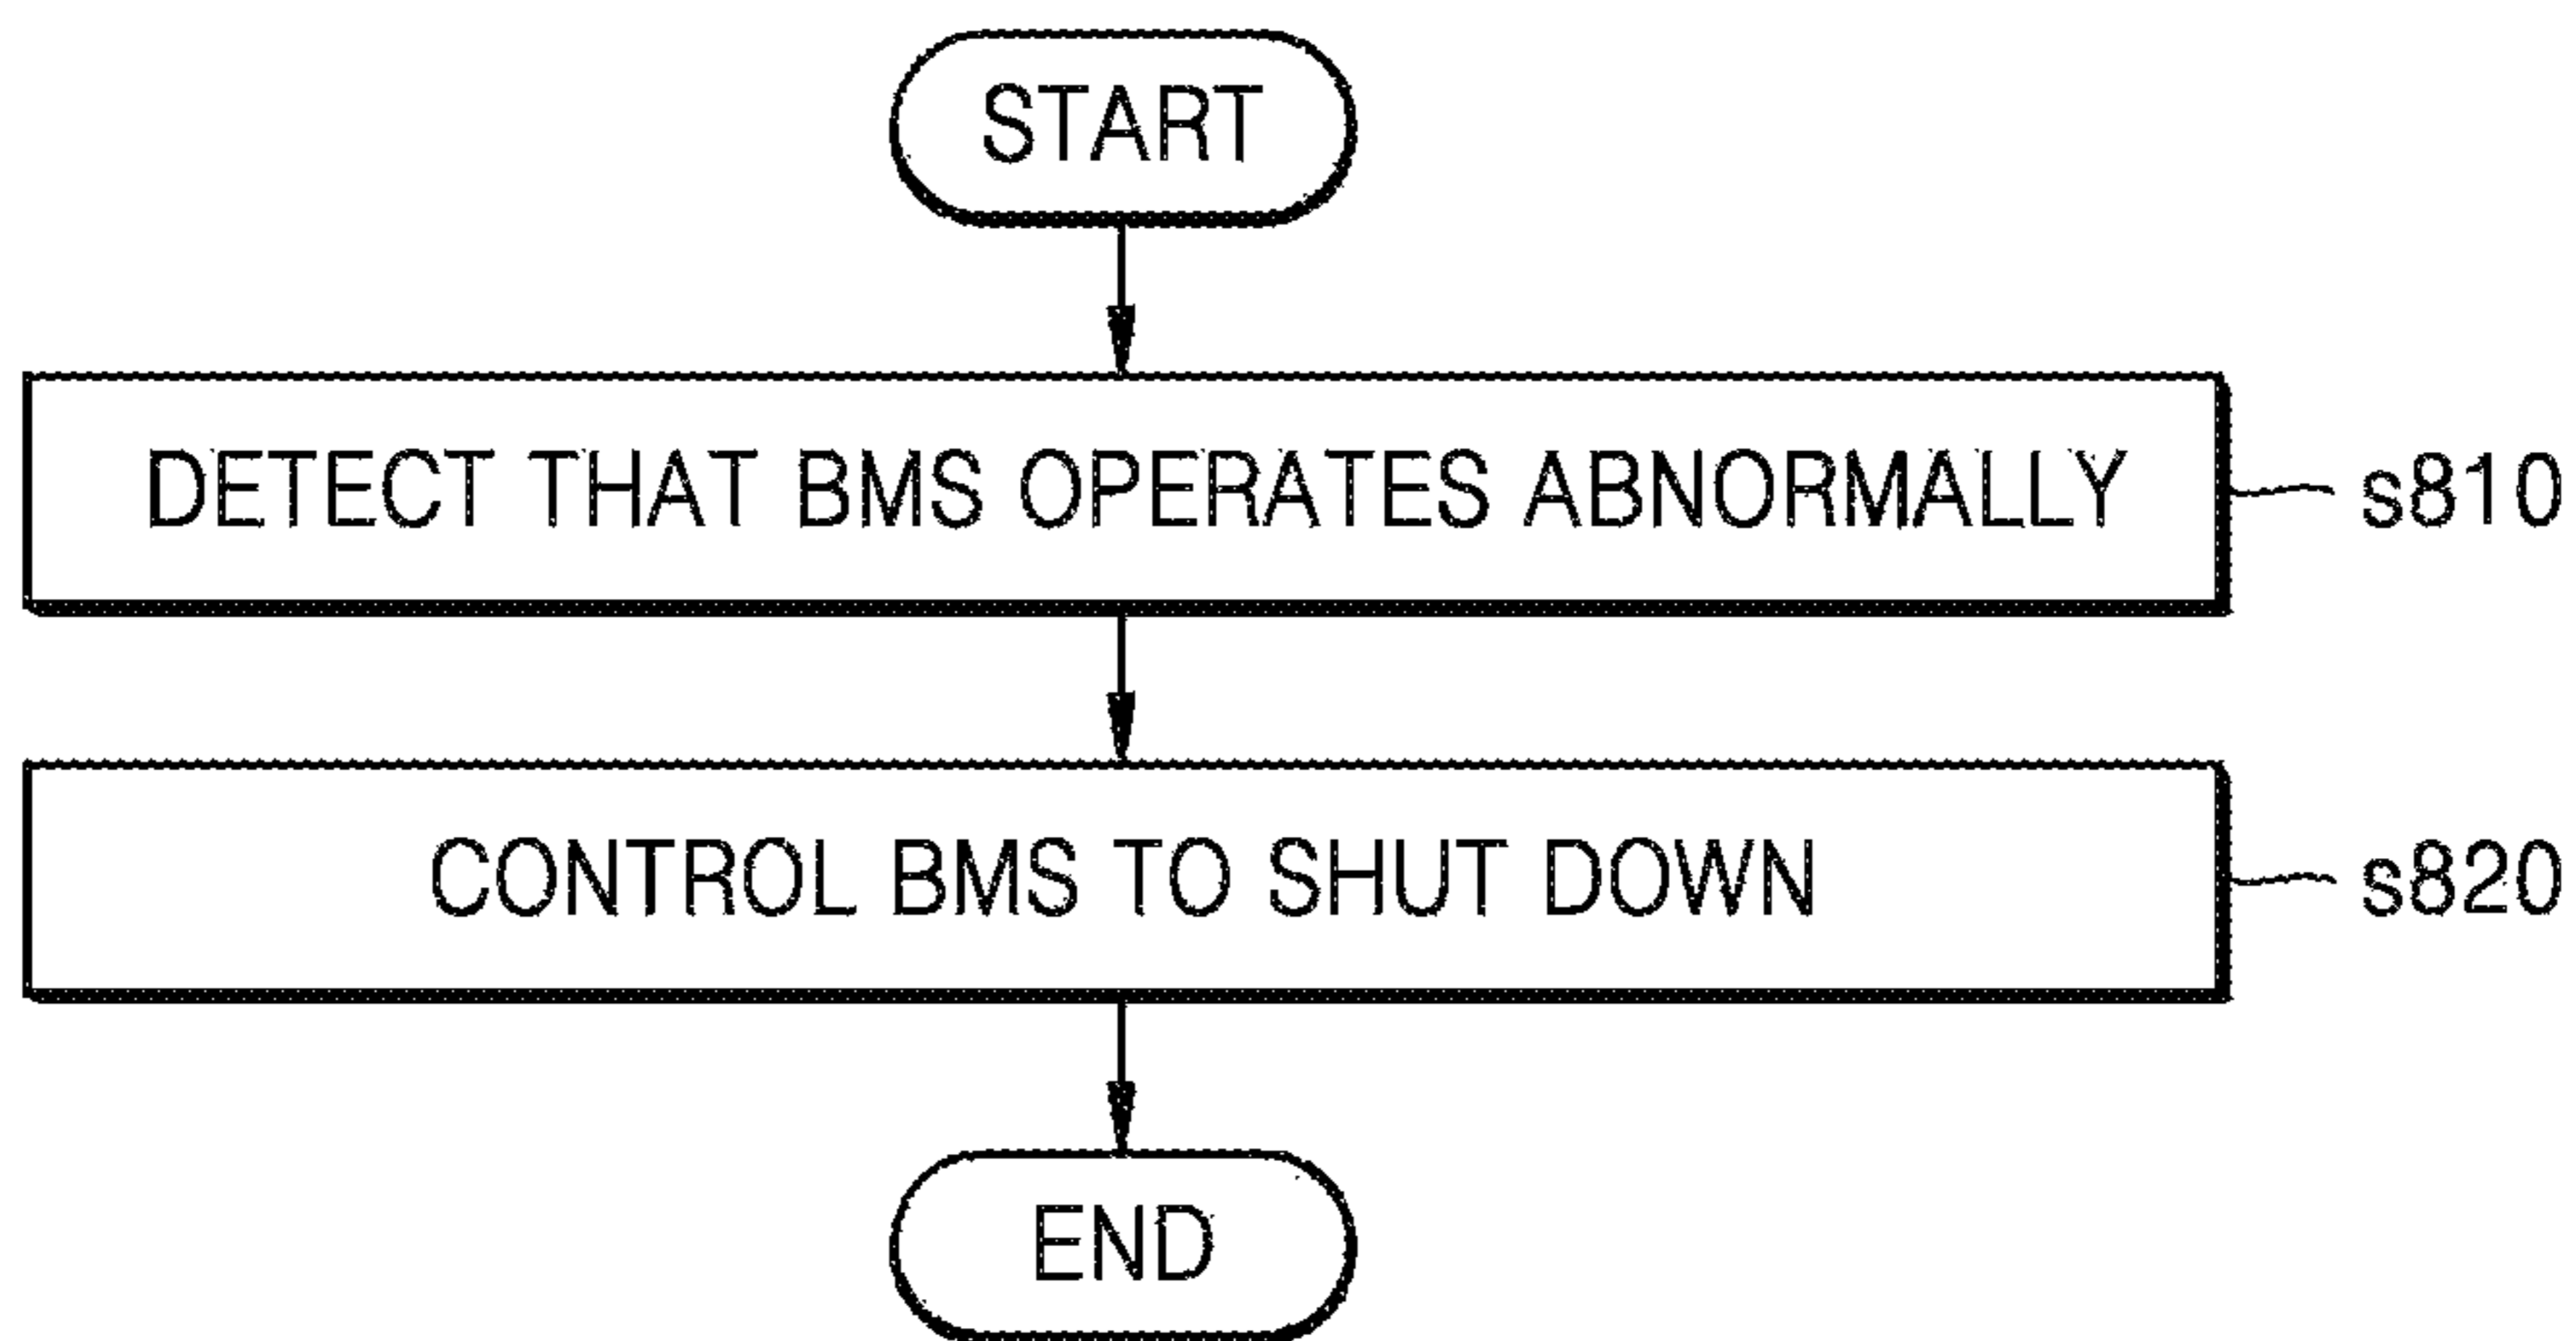 START
DETECT THAT BMS OPERATES ABNORMALLY
s810
CONTROL BMS TO SHUT DOWN
s820
END